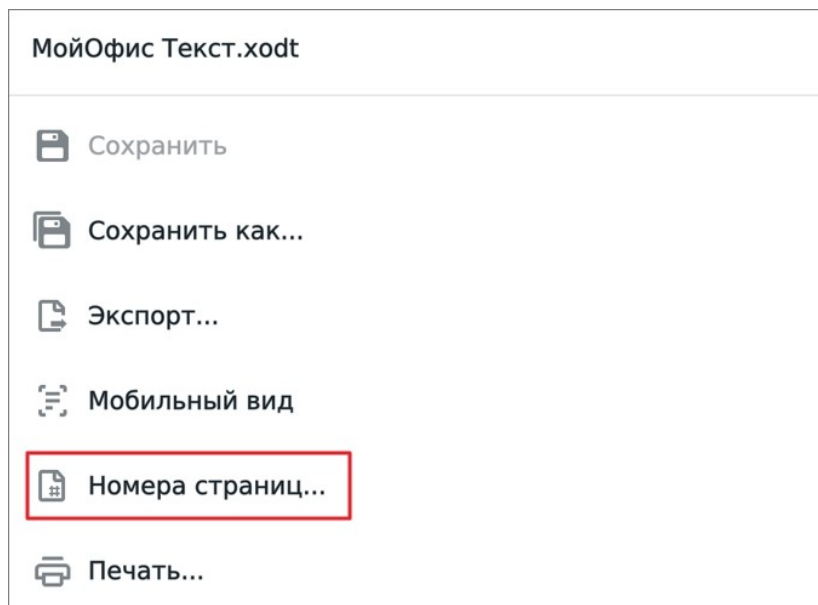 МойОфис Текст.xodt
Сохранить
Сохранить как...
Экспорт...
Мобильный вид
Номера страниц...
Печать...